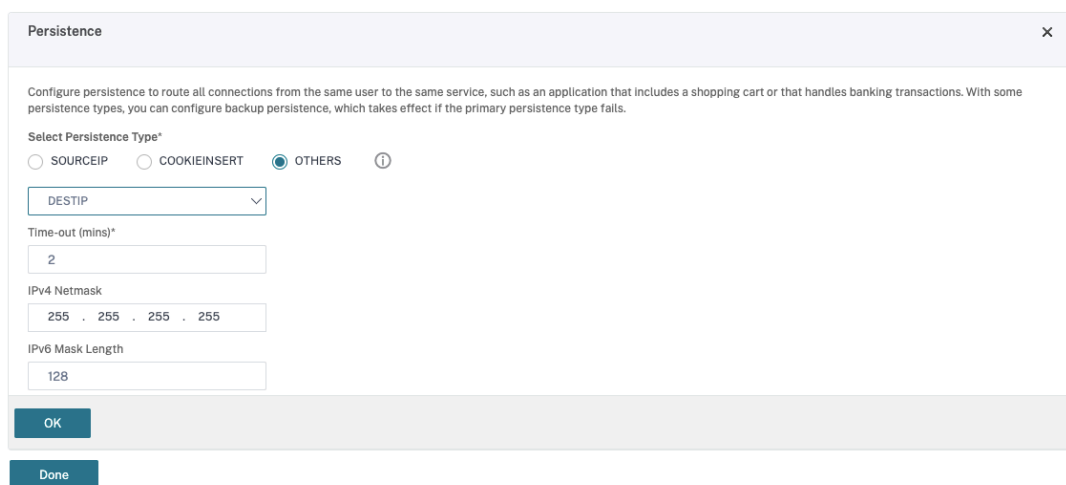 Persistence
Configure persistence to route all connections from the same user to the same service, such as an application that includes a shopping cart or that handles banking transactions. With some
persistence types, you can configure backup persistence, which takes effect if the primary persistence type fails.
Select Persistence Type*
SOURCEIP COOKIEINSERT OTHERS
DESTIP
Time-out (mins)*
2
IPv4 Netmask
255 . 255 . 255 . 255
IPv6 Mask Length
128
OK
Done